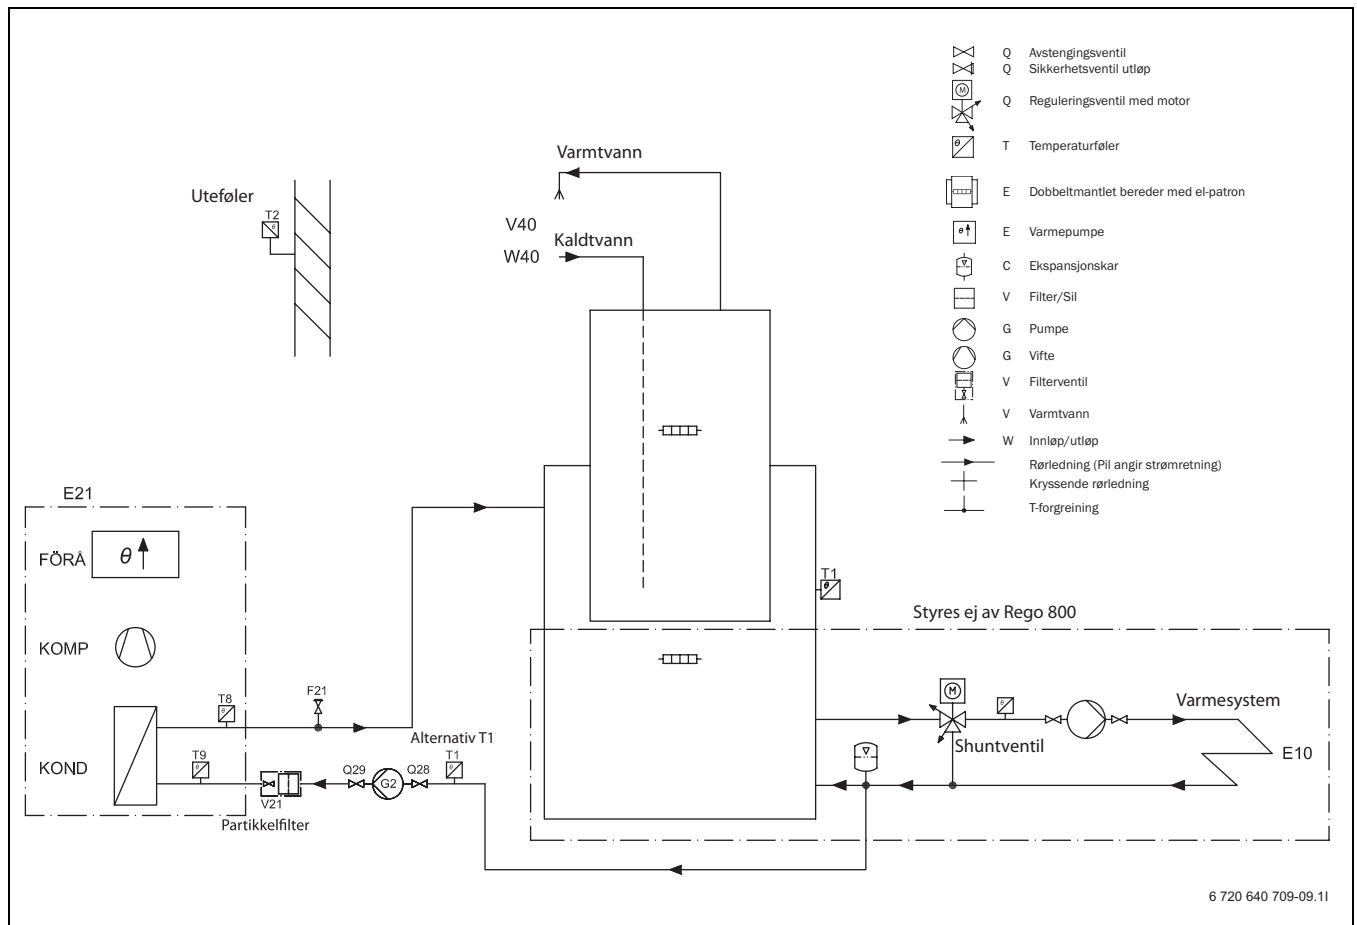 Q Avstengingsventil
Q Sikkerhetsventil utløp
M
Q Reguleringsventil med motor
θ
T Temperaturføler
E Dobbeltmantlet bereder med el-patron
θ
E Varmepumpe
C Ekspansjonskar
V Filter/Sil
G Pumpe
G Vifte
V Filterventil
V Varmtvann
W Innløp/utløp
Rørledning (Pil angir strømretning)
Kryssende rørledning
T-forgreining
Varmtvann
Uteføler
T2
θ
V40
Kaldtvann
W40
E21
FÖRÅ
θ
KOMP
KOND
T8
θ
F21
T9
θ
V21
Partikkelfilter
Q29
G2
Q28
Alternativ T1
T1
θ
T1
θ
Styres ej av Rego 800
M
θ
Shuntventil
Varmesystem
E10
6 720 640 709-09.1I